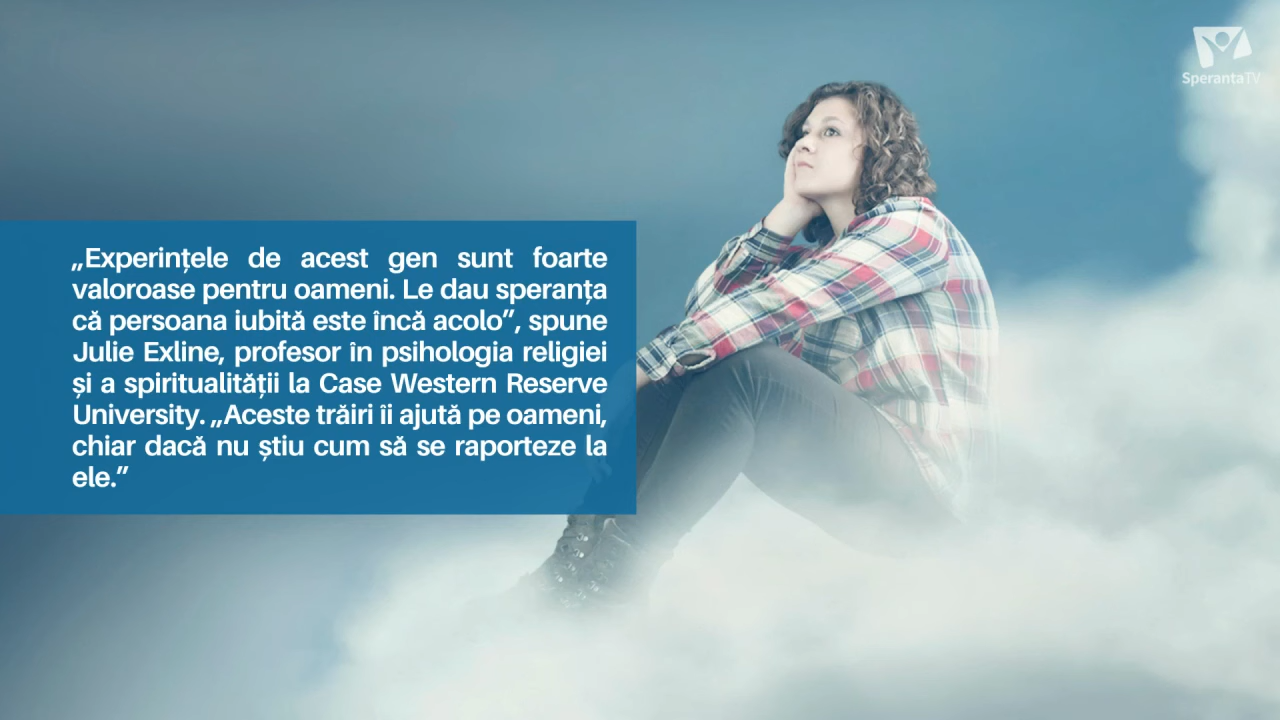 SperantaTV
„Experințele de acest gen sunt foarte
valoroase pentru oameni. Le dau speranța
că persoana iubită este încă acolo”, spune
Julie Exline, profesor în psihologia religiei
și a spiritualității la Case Western Reserve
University. „Aceste trăiri îi ajută pe oameni,
chiar dacă nu știu cum să se raporteze la
ele.”